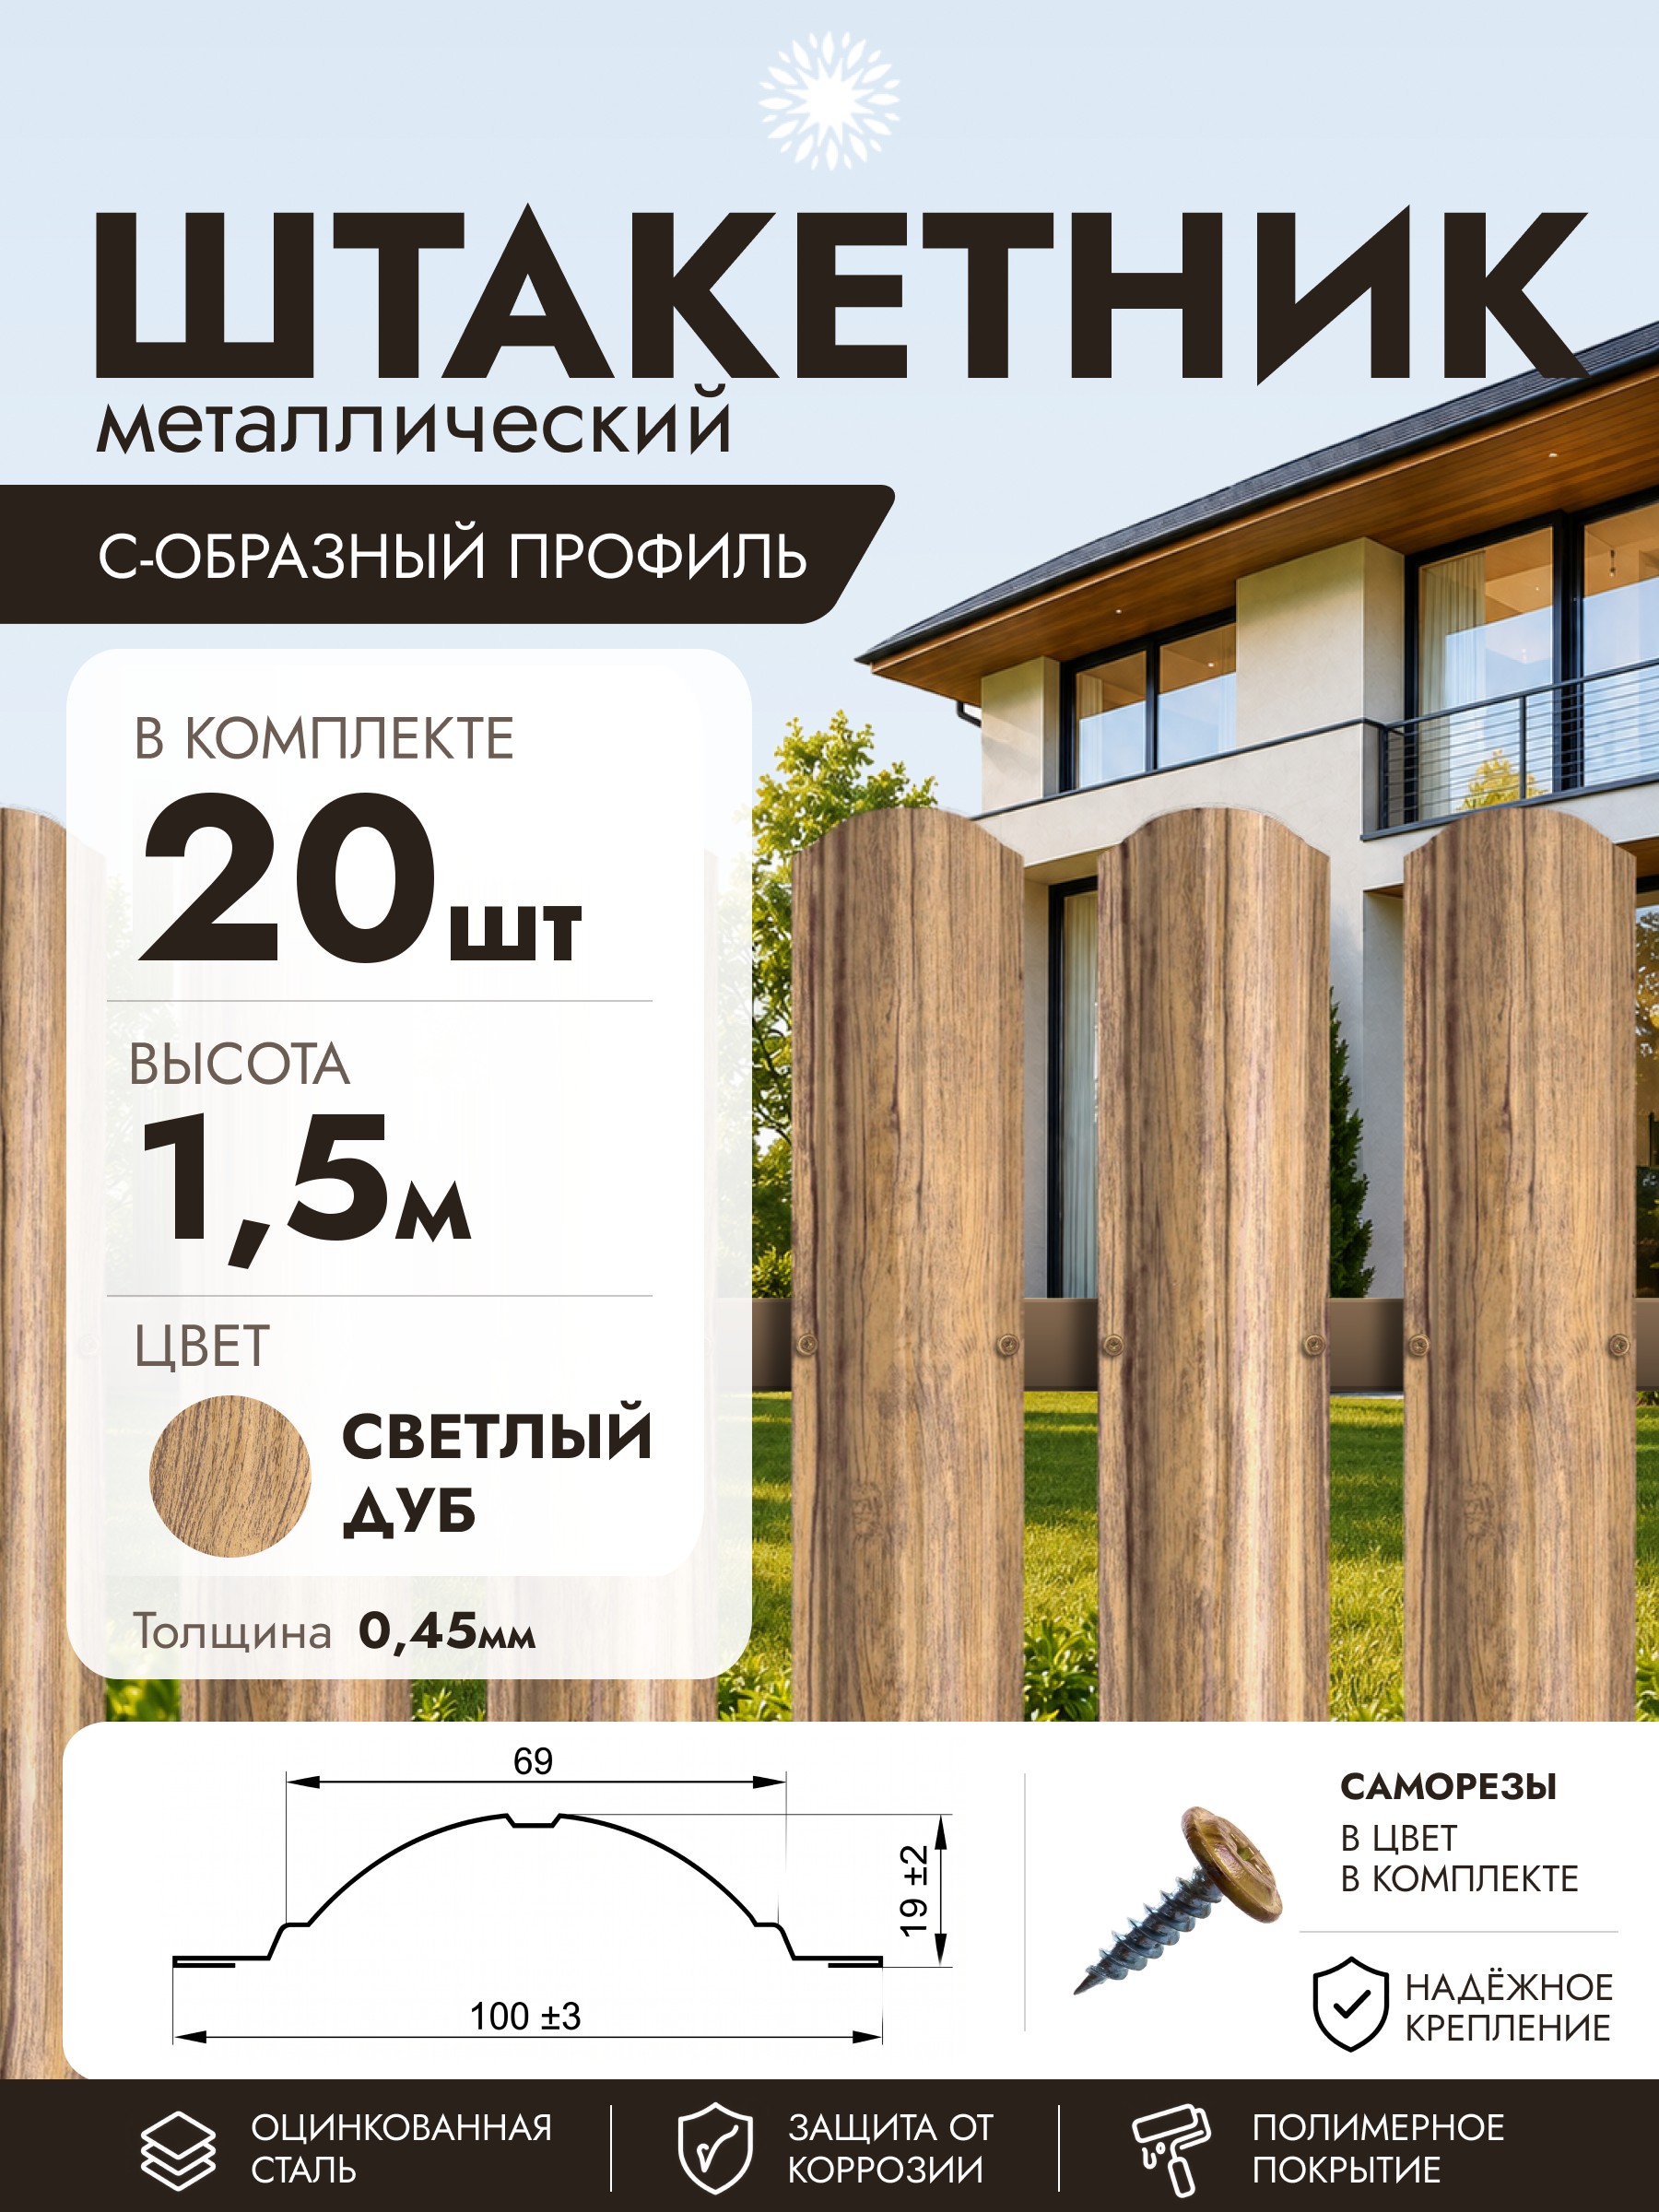 ШТАКЕТНИК
металлический
С-ОБРАЗНЫЙ ПРОФИЛЬ
В КОМПЛЕКТЕ
20шт
ВЫСОТА
1,5м
ЦВЕТ
СВЕТЛЫЙ
ДУБ
Толщина 0,45мм
69
19 ±2
100 ±3
САМОРЕЗЫ
В ЦВЕТ
В КОМПЛЕКТЕ
НАДЁЖНОЕ
КРЕПЛЕНИЕ
ОЦИНКОВАННАЯ
СТАЛЬ
ЗАЩИТА ОТ
КОРРОЗИИ
ПОЛИМЕРНОЕ
ПОКРЫТИЕ